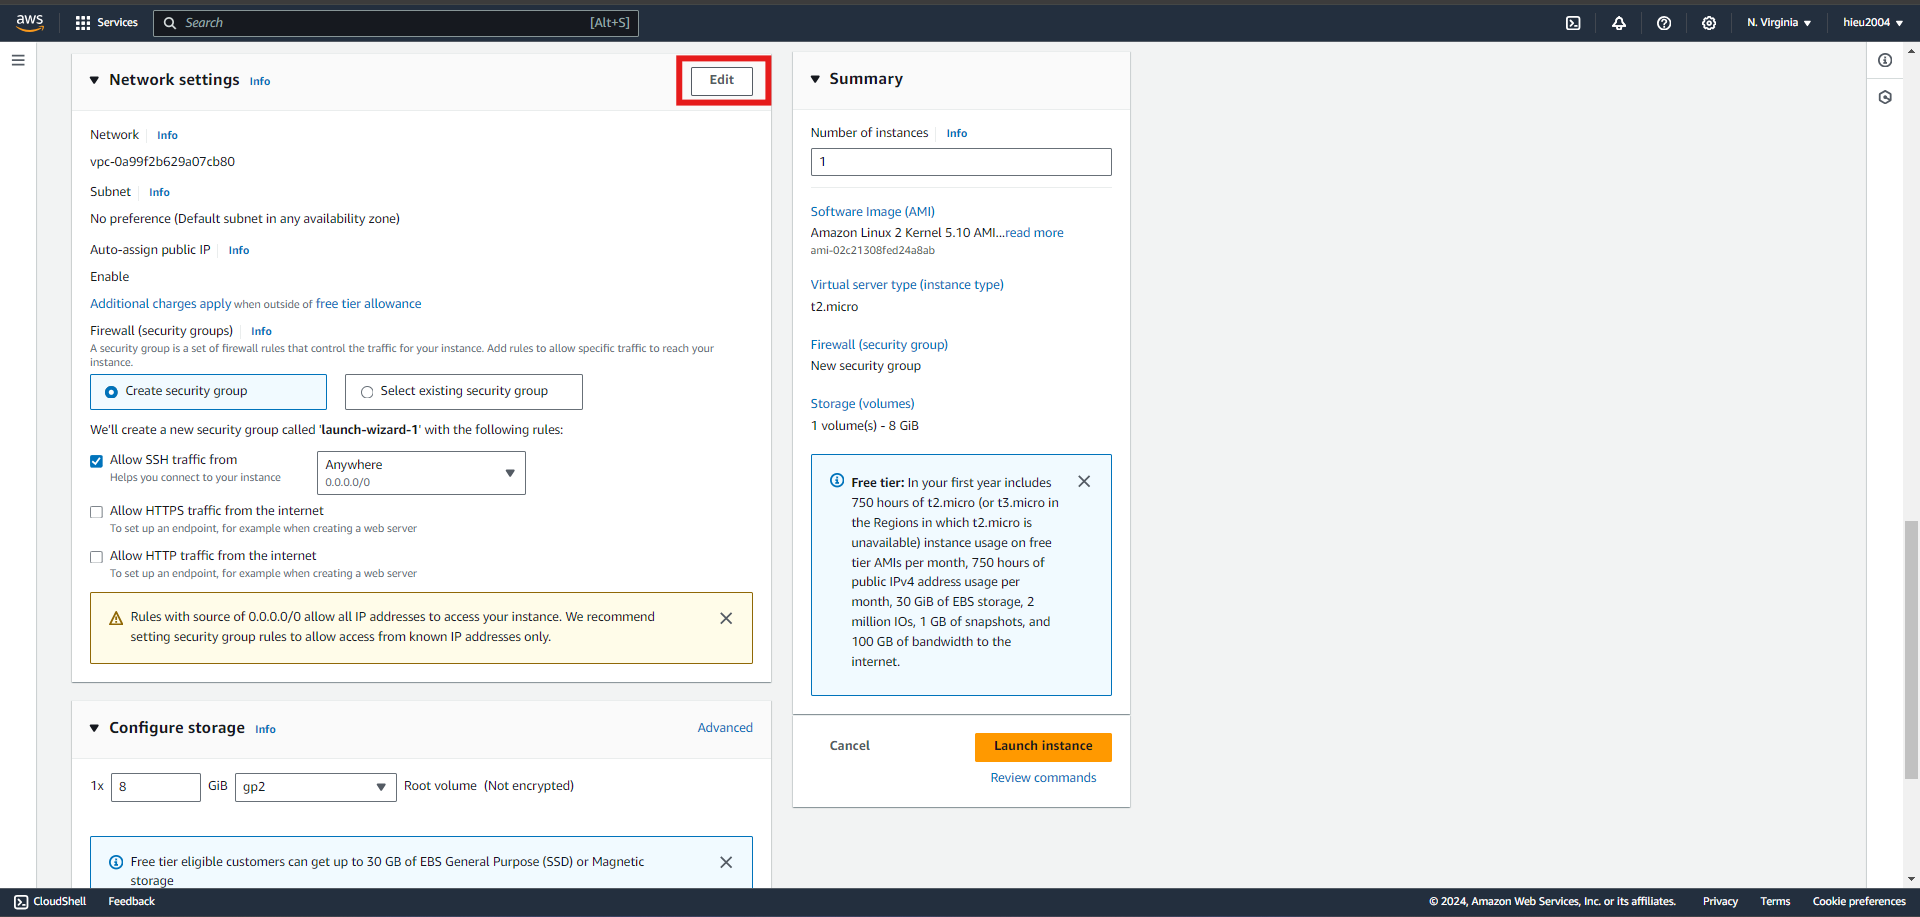 aws
Services
Search
[Alt+S]
N. Virginia
hieu2004
Network settings Info
Edit
Network Info
vpc-0a99f2b629a07cb80
Subnet Info
No preference (Default subnet in any availability zone)
Auto-assign public IP Info
Enable
Additional charges apply when outside of free tier allowance
Firewall (security groups) Info
A security group is a set of firewall rules that control the traffic for your instance. Add rules to allow specific traffic to reach your
instance.
Create security group
Select existing security group
We'll create a new security group called 'launch-wizard-1' with the following rules:
Allow SSH traffic from
Helps you connect to your instance
Anywhere
0.0.0.0/0
Allow HTTPS traffic from the internet
To set up an endpoint, for example when creating a web server
Allow HTTP traffic from the internet
To set up an endpoint, for example when creating a web server
Rules with source of 0.0.0.0/0 allow all IP addresses to access your instance. We recommend
setting security group rules to allow access from known IP addresses only.
Configure storage Info
Advanced
1x 8 GiB gp2 Root volume (Not encrypted)
Free tier eligible customers can get up to 30 GB of EBS General Purpose (SSD) or Magnetic
storage
Summary
Number of instances Info
1
Software Image (AMI)
Amazon Linux 2 Kernel 5.10 AMI...read more
ami-02c21308fed24a8ab
Virtual server type (instance type)
t2.micro
Firewall (security group)
New security group
Storage (volumes)
1 volume(s) - 8 GiB
Free tier: In your first year includes
750 hours of t2.micro (or t3.micro in
the Regions in which t2.micro is
unavailable) instance usage on free
tier AMIs per month, 750 hours of
public IPv4 address usage per
month, 30 GiB of EBS storage, 2
million IOs, 1 GB of snapshots, and
100 GB of bandwidth to the
internet.
Cancel
Launch instance
Review commands
CloudShell
Feedback
© 2024, Amazon Web Services, Inc. or its affiliates.
Privacy
Terms
Cookie preferences